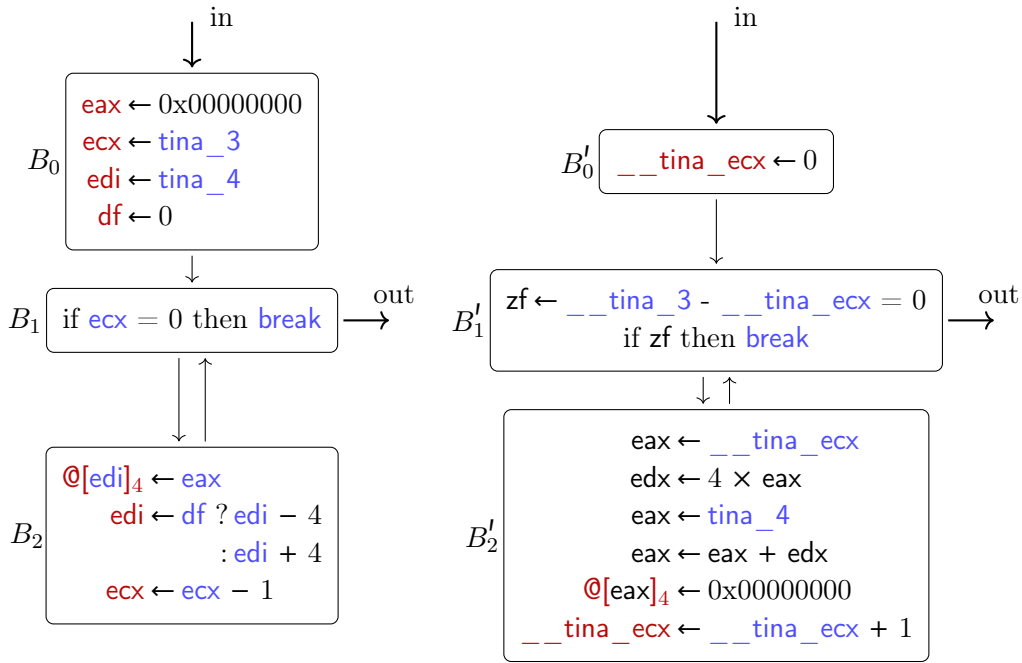 in
B₀
eax ← 0x00000000
ecx ← tina_3
edi ← tina_4
df ← 0
B₁
if ecx = 0 then break
out
B₂
@[edi]₄ ← eax
edi ← df ? edi − 4
: edi + 4
ecx ← ecx − 1
in
B′₀
__tina_ecx ← 0
B′₁
zf ← __tina_3 - __tina_ecx = 0
if zf then break
out
B′₂
eax ← __tina_ecx
edx ← 4 × eax
eax ← tina_4
eax ← eax + edx
@[eax]₄ ← 0x00000000
__tina_ecx ← __tina_ecx + 1